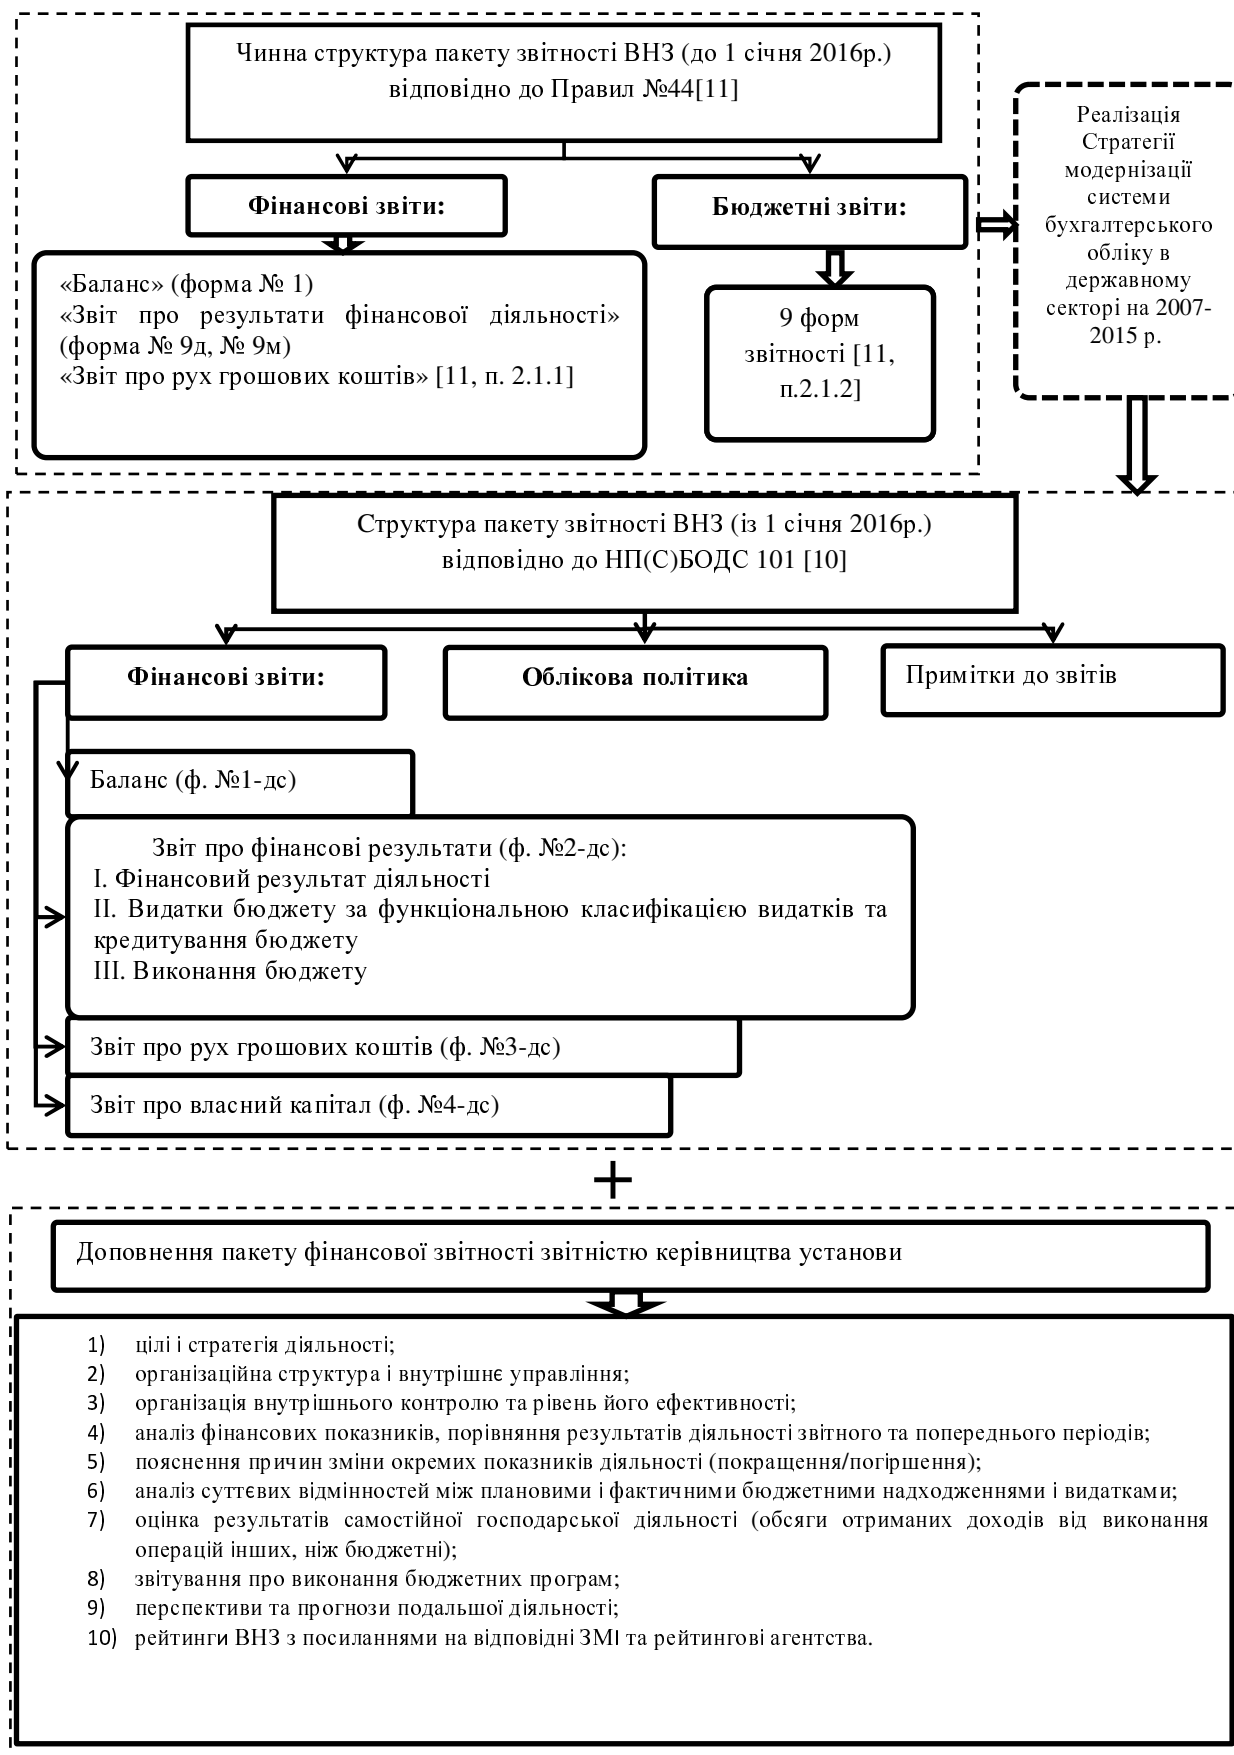 Чинна структура пакету звітності ВНЗ (до 1 січня 2016р.)
відповідно до Правил №44[11]
Фінансові звіти:
Бюджетні звіти:
«Баланс» (форма № 1)
«Звіт про результати фінансової діяльності»
(форма № 9д, № 9м)
«Звіт про рух грошових коштів» [11, п. 2.1.1]
9 форм
звітності [11,
п.2.1.2]
Реалізація
Стратегії
модернізації
системи
бухгалтерського
обліку в
державному
секторі на 2007-
2015 р.
Структура пакету звітності ВНЗ (із 1 січня 2016р.)
відповідно до НП(С)БОДС 101 [10]
Фінансові звіти:
Облікова політика
Примітки до звітів
Баланс (ф. №1-дс)
Звіт про фінансові результати (ф. №2-дс):
І. Фінансовий результат діяльності
ІІ. Видатки бюджету за функціональною класифікацією видатків та
кредитування бюджету
ІІІ. Виконання бюджету
Звіт про рух грошових коштів (ф. №3-дс)
Звіт про власний капітал (ф. №4-дс)
+
Доповнення пакету фінансової звітності звітністю керівництва установи
1) цілі і стратегія діяльності;
2) організаційна структура і внутрішнє управління;
3) організація внутрішнього контролю та рівень його ефективності;
4) аналіз фінансових показників, порівняння результатів діяльності звітного та попереднього періодів;
5) пояснення причин зміни окремих показників діяльності (покращення/погіршення);
6) аналіз суттєвих відмінностей між плановими і фактичними бюджетними надходженнями і видатками;
7) оцінка результатів самостійної господарської діяльності (обсяги отриманих доходів від виконання
операцій інших, ніж бюджетні);
8) звітування про виконання бюджетних програм;
9) перспективи та прогнози подальшої діяльності;
10) рейтинги ВНЗ з посиланнями на відповідні ЗМІ та рейтингові агентства.